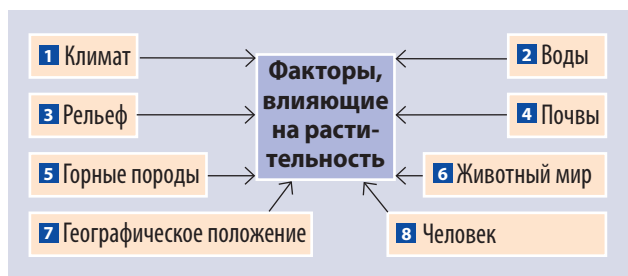 1 Климат
2 Воды
Факторы,
влияющие
на расти-
тельность
3 Рельеф
4 Почвы
5 Горные породы
6 Животный мир
7 Географическое положение
8 Человек